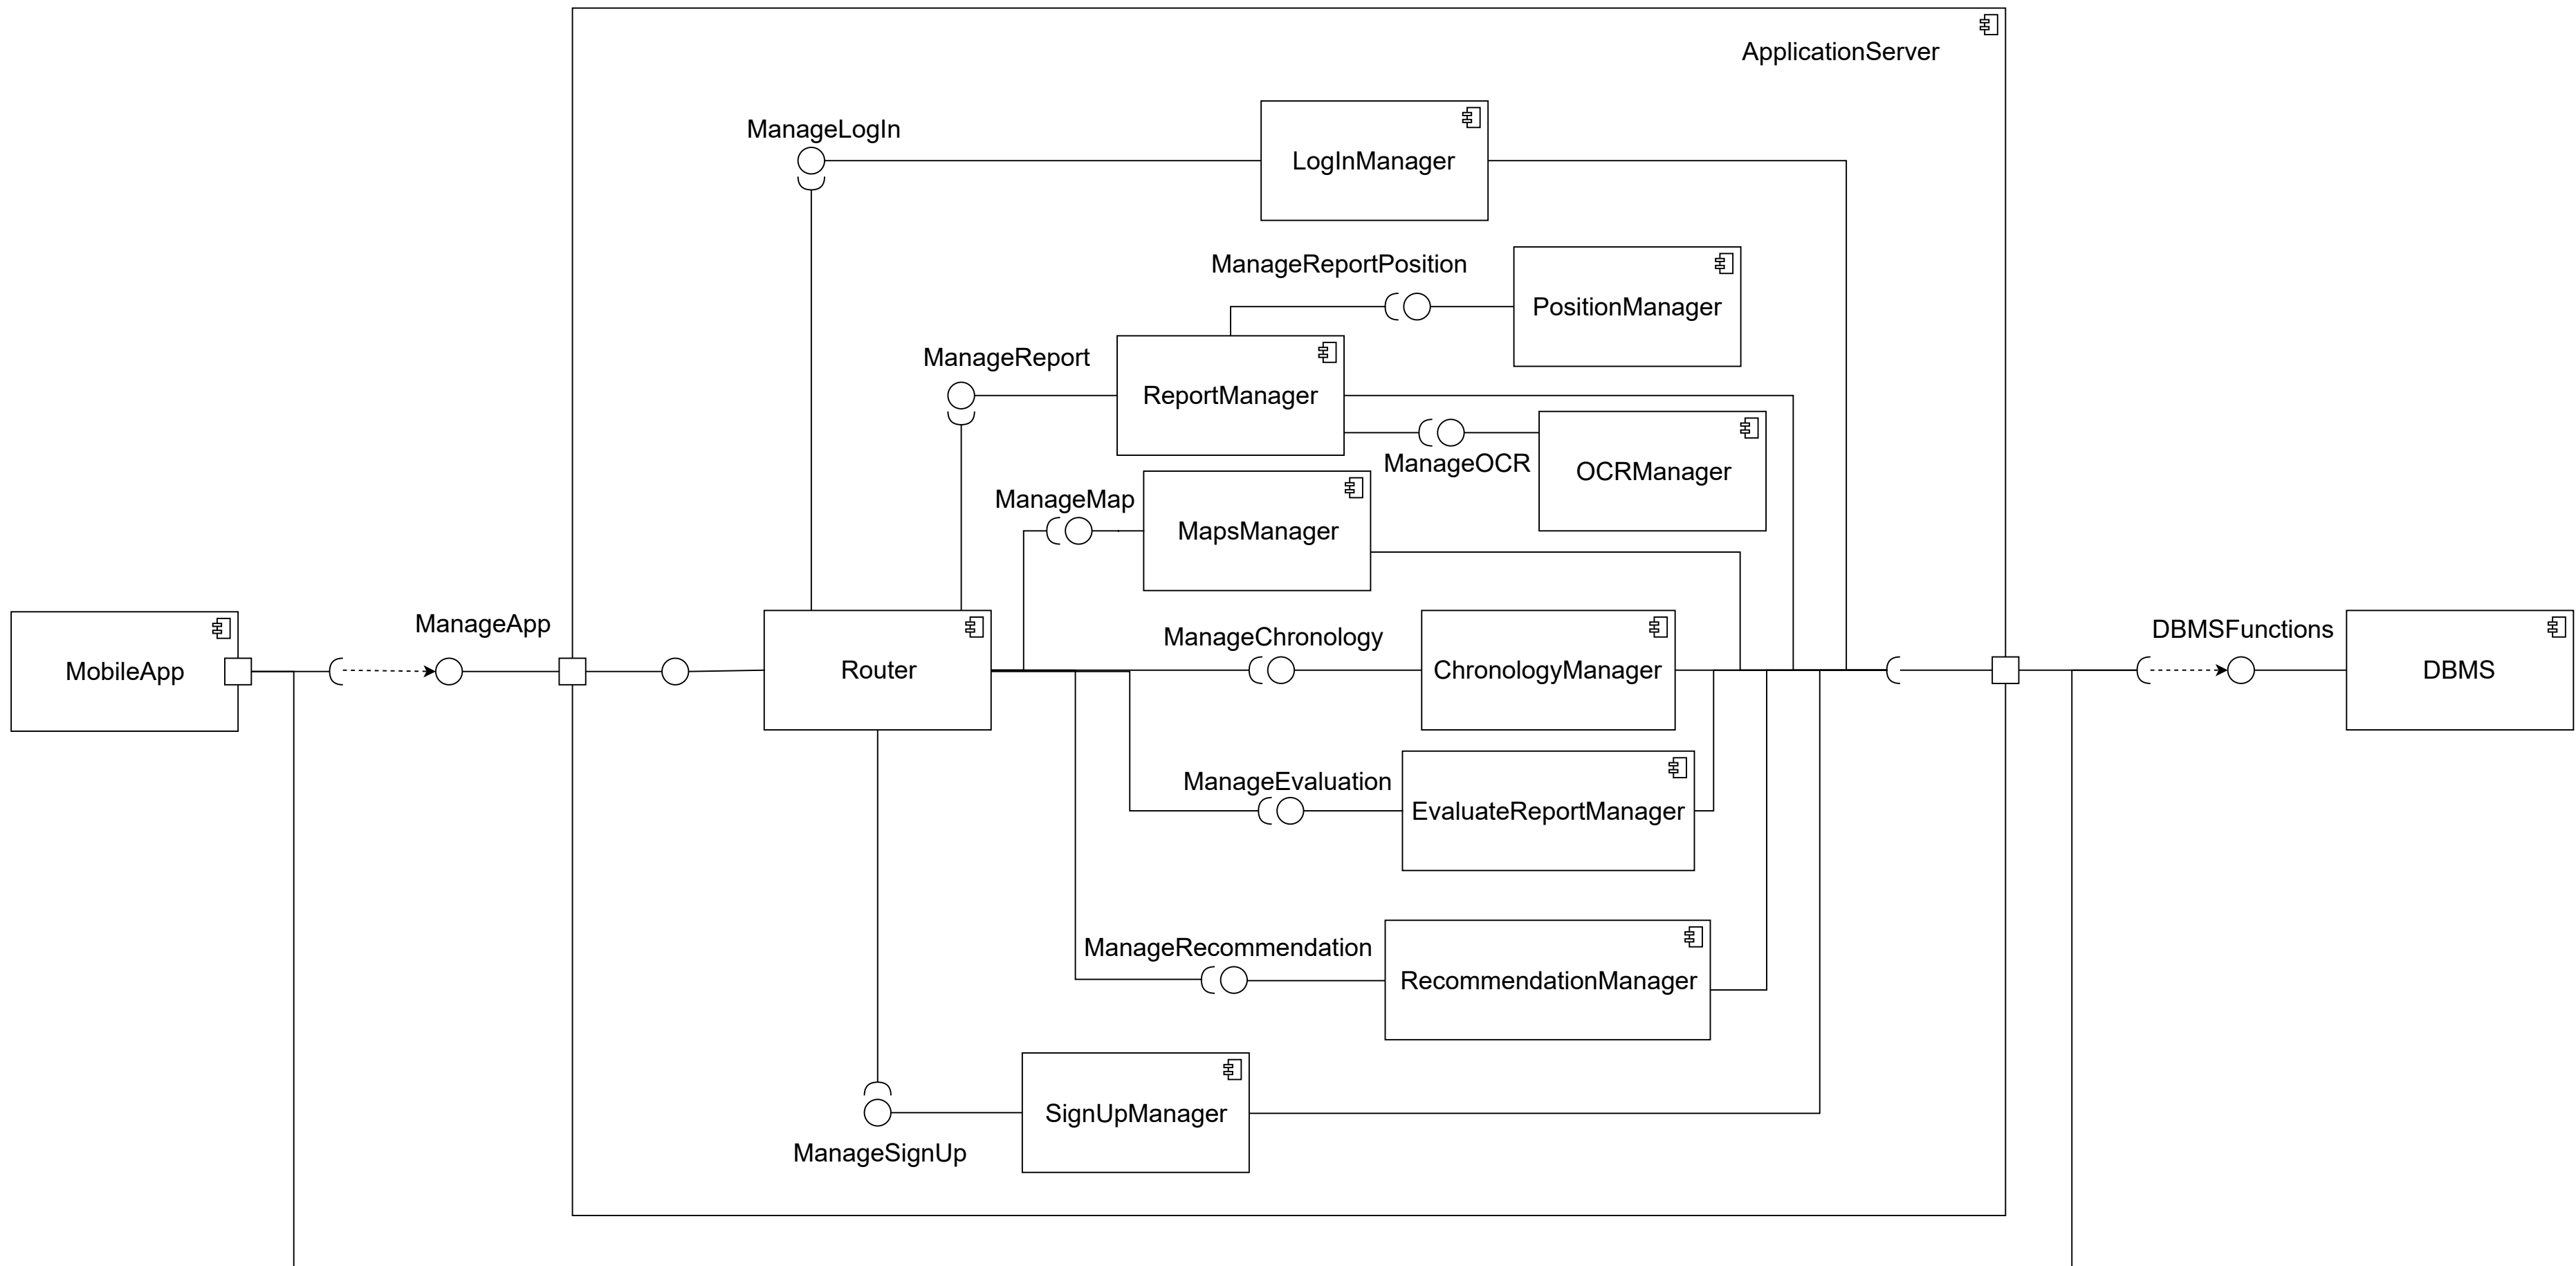 ApplicationServer
ManageLogIn
LogInManager
ManageReportPosition
PositionManager
ManageReport
ReportManager
ManageOCR
OCRManager
ManageMap
MapsManager
MobileApp
ManageApp
Router
ManageChronology
ChronologyManager
DBMSFunctions
DBMS
ManageEvaluation
EvaluateReportManager
ManageRecommendation
RecommendationManager
SignUpManager
ManageSignUp